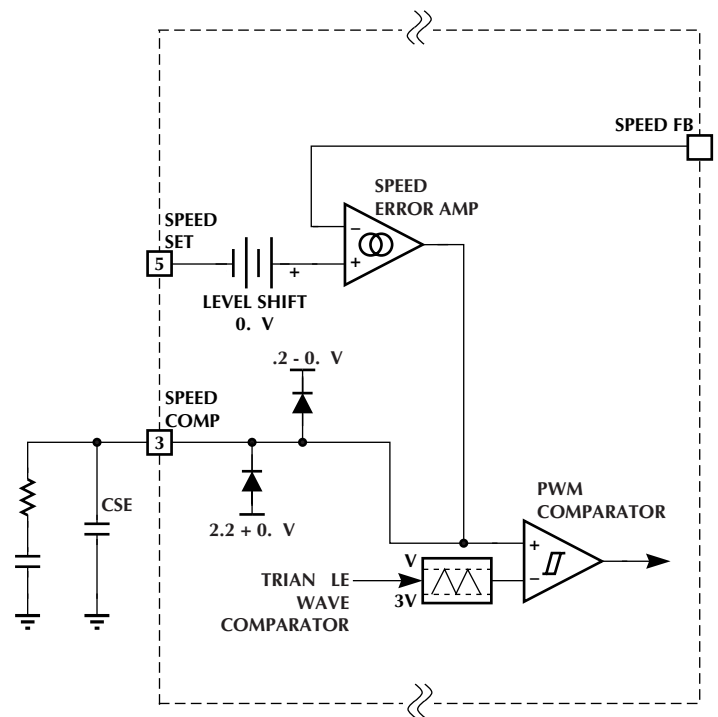 SPEED FB
SPEED
ERROR AMP
SPEED
SET
5
+
−
+
LEVEL SHIFT
0. V
.2 - 0. V
SPEED
COMP
3
CSE
2.2 + 0. V
PWM
COMPARATOR
+
−
V
3V
TRIAN LE
WAVE
COMPARATOR